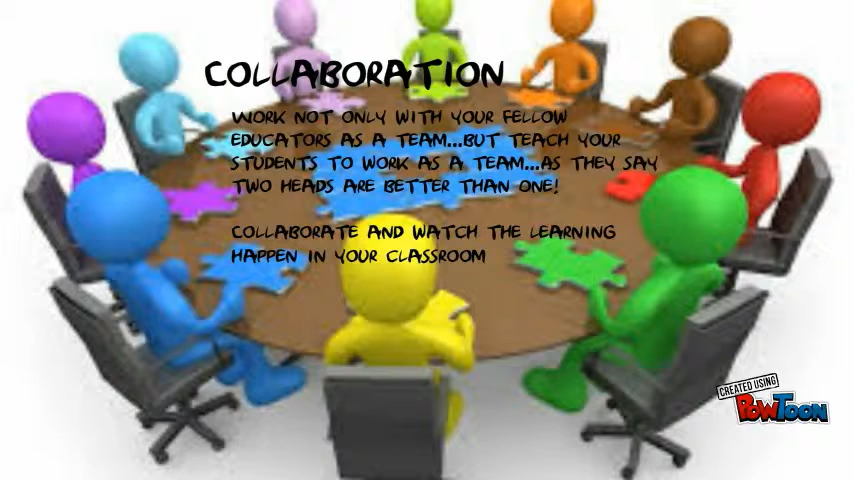 COLLABORATION
WORK NOT ONLY WITH YOUR FELLOW
EDUCATORS AS A TEAM...BUT TEACH YOUR
STUDENTS TO WORK AS A TEAM...AS THEY SAY
TWO HEADS ARE BETTER THAN ONE!
COLLABORATE AND WATCH THE LEARNING
HAPPEN IN YOUR CLASSROOM
CREATED USING
POWTOON